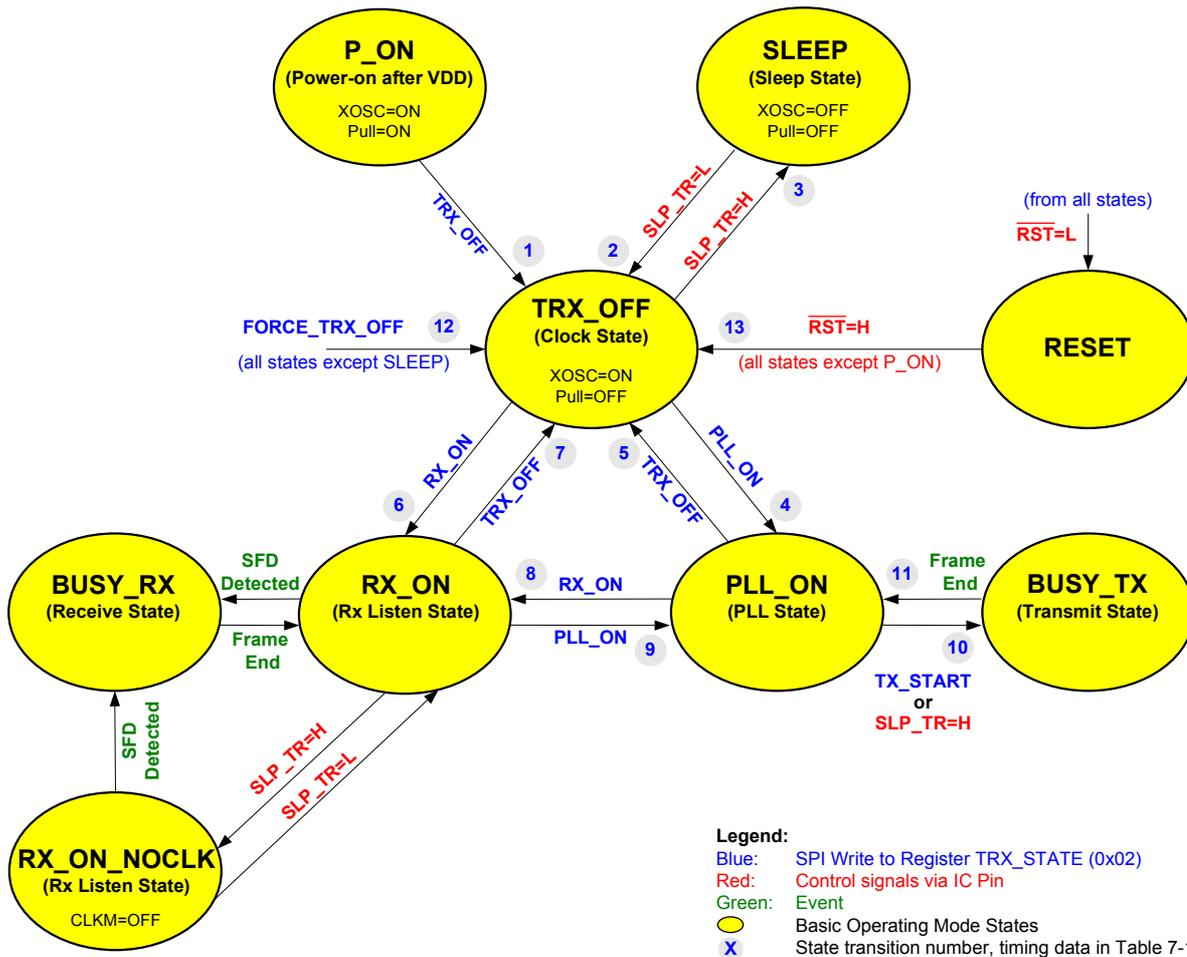 P_ON
(Power-on after VDD)
XOSC=ON
Pull=ON
SLEEP
(Sleep State)
XOSC=OFF
Pull=OFF
TRX_OFF
1
SLP_TR=L
2
SLP_TR=H
3
(from all states)
RST=L
FORCE_TRX_OFF
12
(all states except SLEEP)
TRX_OFF
(Clock State)
XOSC=ON
Pull=OFF
13
RST=H
(all states except P_ON)
RESET
RX_ON
6
TRX_OFF
7
TRX_OFF
5
PLL_ON
4
BUSY_RX
(Receive State)
SFD
Detected
Frame
End
RX_ON
(Rx Listen State)
8
RX_ON
PLL_ON
9
PLL_ON
(PLL State)
11
Frame
End
10
TX_START
or
SLP_TR=H
BUSY_TX
(Transmit State)
SFD
Detected
SLP_TR=H
SLP_TR=L
RX_ON_NOCLK
(Rx Listen State)
CLKM=OFF
Legend:
Blue: SPI Write to Register TRX_STATE (0x02)
Red: Control signals via IC Pin
Green: Event
Basic Operating Mode States
X State transition number, timing data in Table 7-